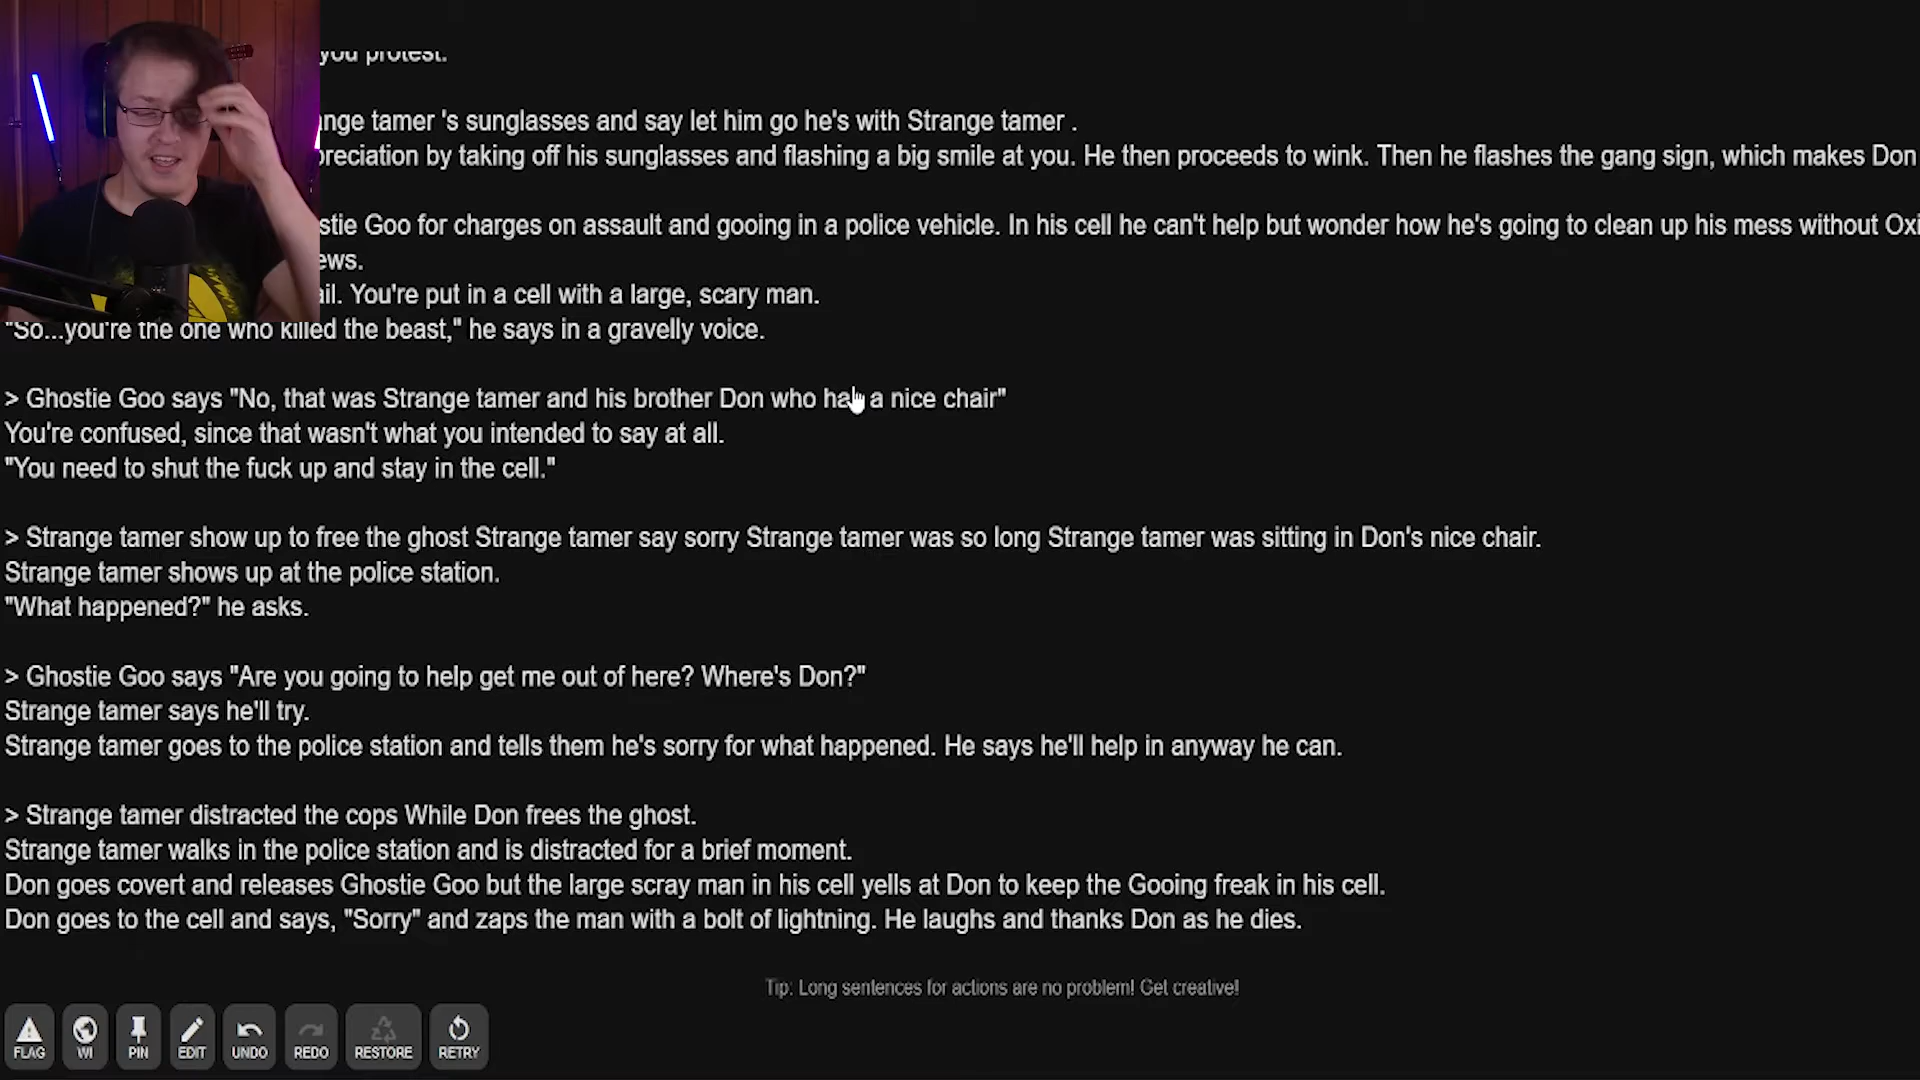 you protest.
nge tamer 's sunglasses and say let him go he's with Strange tamer .
preciation by taking off his sunglasses and flashing a big smile at you. He then proceeds to wink. Then he flashes the gang sign, which makes Don
stie Goo for charges on assault and gooing in a police vehicle. In his cell he can't help but wonder how he's going to clean up his mess without Oxi
ews.
ail. You're put in a cell with a large, scary man.
"So...you're the one who killed the beast," he says in a gravelly voice.
> Ghostie Goo says "No, that was Strange tamer and his brother Don who has a nice chair"
You're confused, since that wasn't what you intended to say at all.
"You need to shut the fuck up and stay in the cell."
> Strange tamer show up to free the ghost Strange tamer say sorry Strange tamer was so long Strange tamer was sitting in Don's nice chair.
Strange tamer shows up at the police station.
"What happened?" he asks.
> Ghostie Goo says "Are you going to help get me out of here? Where's Don?"
Strange tamer says he'll try.
Strange tamer goes to the police station and tells them he's sorry for what happened. He says he'll help in anyway he can.
> Strange tamer distracted the cops While Don frees the ghost.
Strange tamer walks in the police station and is distracted for a brief moment.
Don goes covert and releases Ghostie Goo but the large scray man in his cell yells at Don to keep the Gooing freak in his cell.
Don goes to the cell and says, "Sorry" and zaps the man with a bolt of lightning. He laughs and thanks Don as he dies.
Tip: Long sentences for actions are no problem! Get creative!
FLAG WI PIN EDIT UNDO REDO RESTORE RETRY